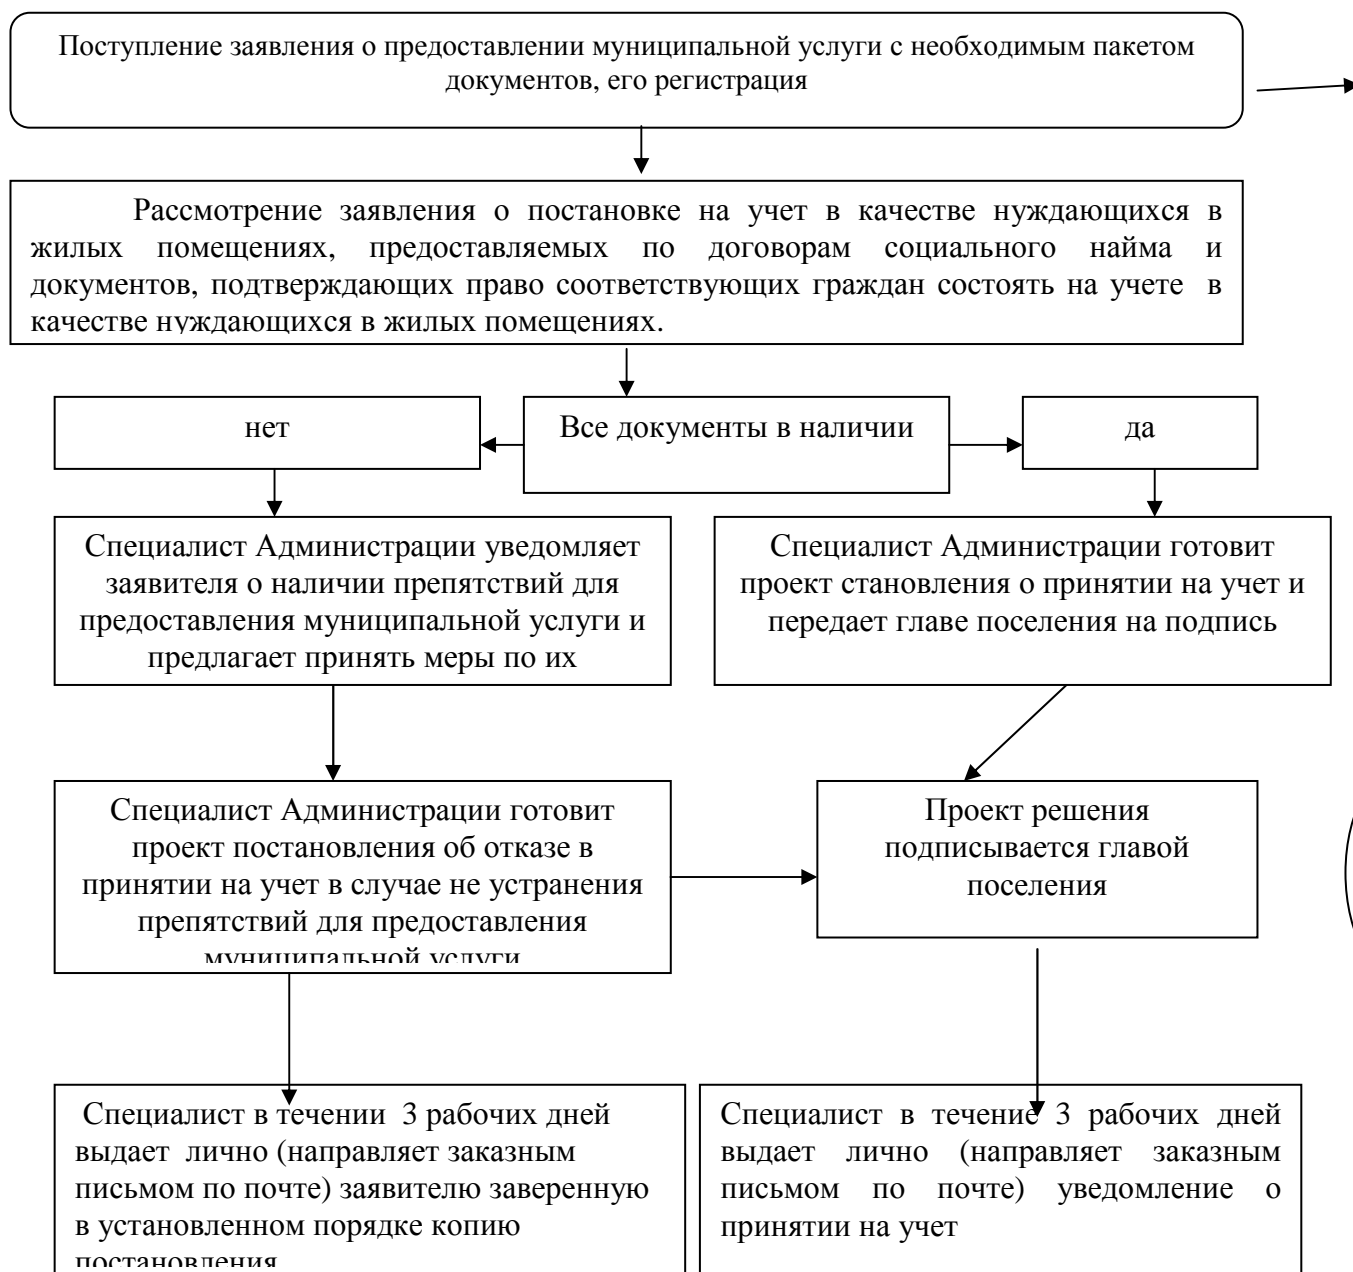 Поступление заявления о предоставлении муниципальной услуги с необходимым пакетом
документов, его регистрация
Рассмотрение заявления о постановке на учет в качестве нуждающихся в
жилых помещениях, предоставляемых по договорам социального найма и
документов, подтверждающих право соответствующих граждан состоять на учете в
качестве нуждающихся в жилых помещениях.
нет
Все документы в наличии
да
Специалист Администрации уведомляет
заявителя о наличии препятствий для
предоставления муниципальной услуги и
предлагает принять меры по их
Специалист Администрации готовит
проект становления о принятии на учет и
передает главе поселения на подпись
Специалист Администрации готовит
проект постановления об отказе в
принятии на учет в случае не устранения
препятствий для предоставления
муниципальной услуги
Проект решения
подписывается главой
поселения
Специалист в течении 3 рабочих дней
выдает лично (направляет заказным
письмом по почте) заявителю заверенную
в установленном порядке копию
постановления
Специалист в течение 3 рабочих дней
выдает лично (направляет заказным
письмом по почте) уведомление о
принятии на учет